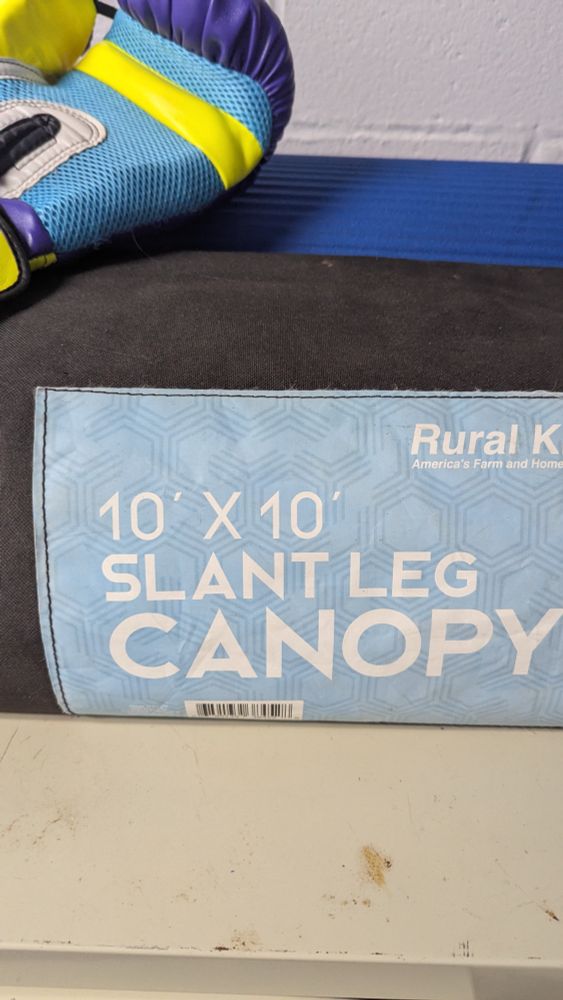 Rural K
America's Farm and Home
10' X 10'
SLANT LEG
CANOPY